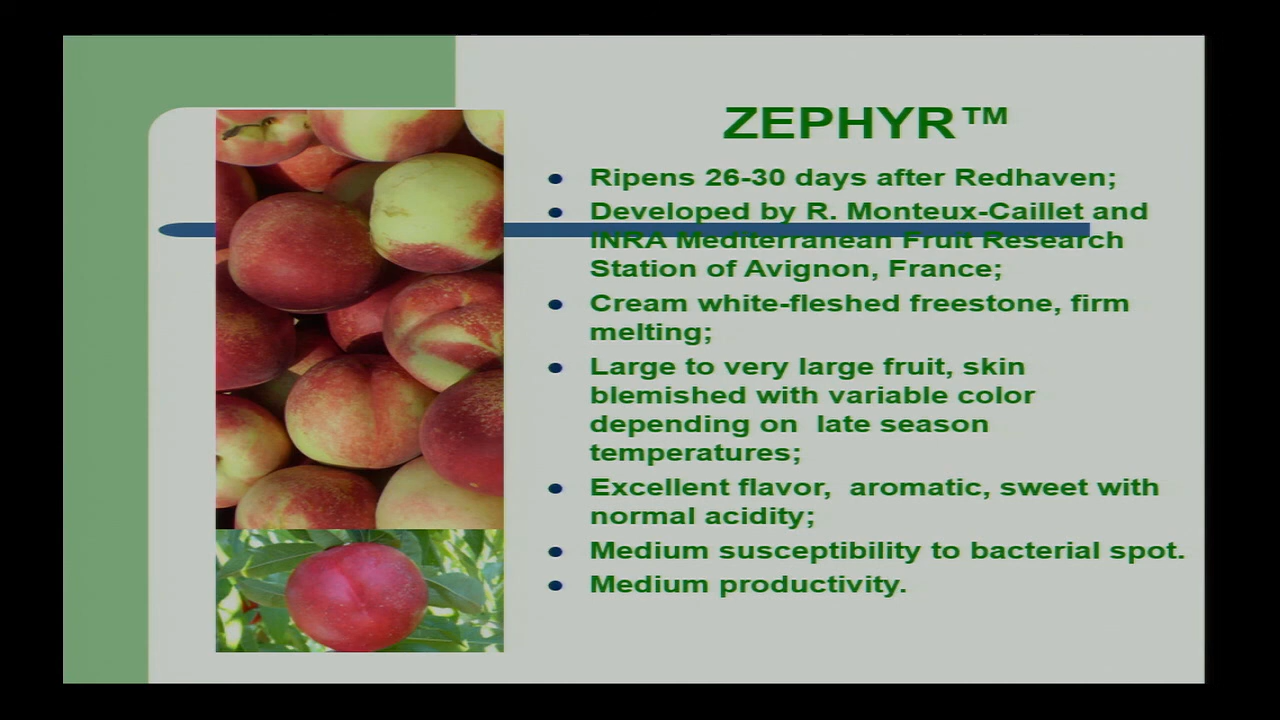 ZEPHYR™
• Ripens 26-30 days after Redhaven;
• Developed by R. Monteux-Caillet and
INRA Mediterranean Fruit Research
Station of Avignon, France;
• Cream white-fleshed freestone, firm
melting;
• Large to very large fruit, skin
blemished with variable color
depending on  late season
temperatures;
• Excellent flavor,  aromatic, sweet with
normal acidity;
• Medium susceptibility to bacterial spot.
• Medium productivity.